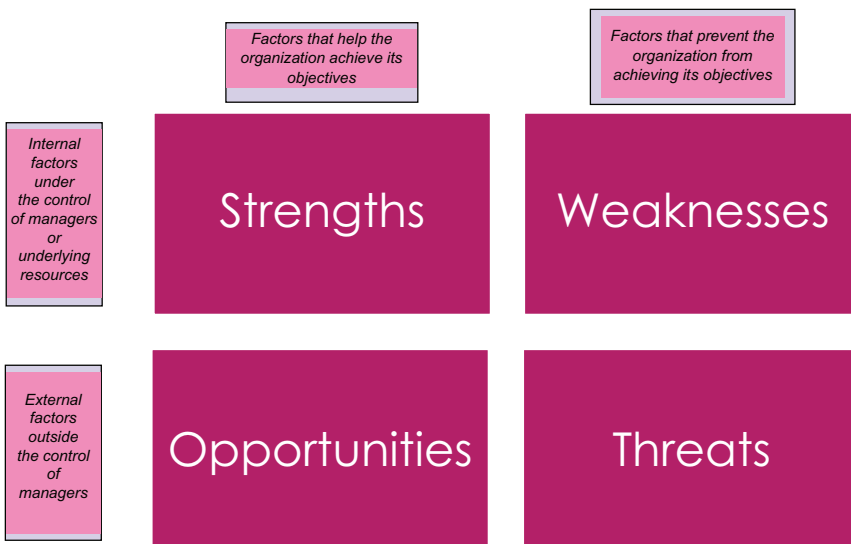 Factors that help the
organization achieve its
objectives
Factors that prevent the
organization from
achieving its objectives
Internal
factors
under
the control
of managers
or
underlying
resources
Strengths
Weaknesses
External
factors
outside
the control
of
managers
Opportunities
Threats